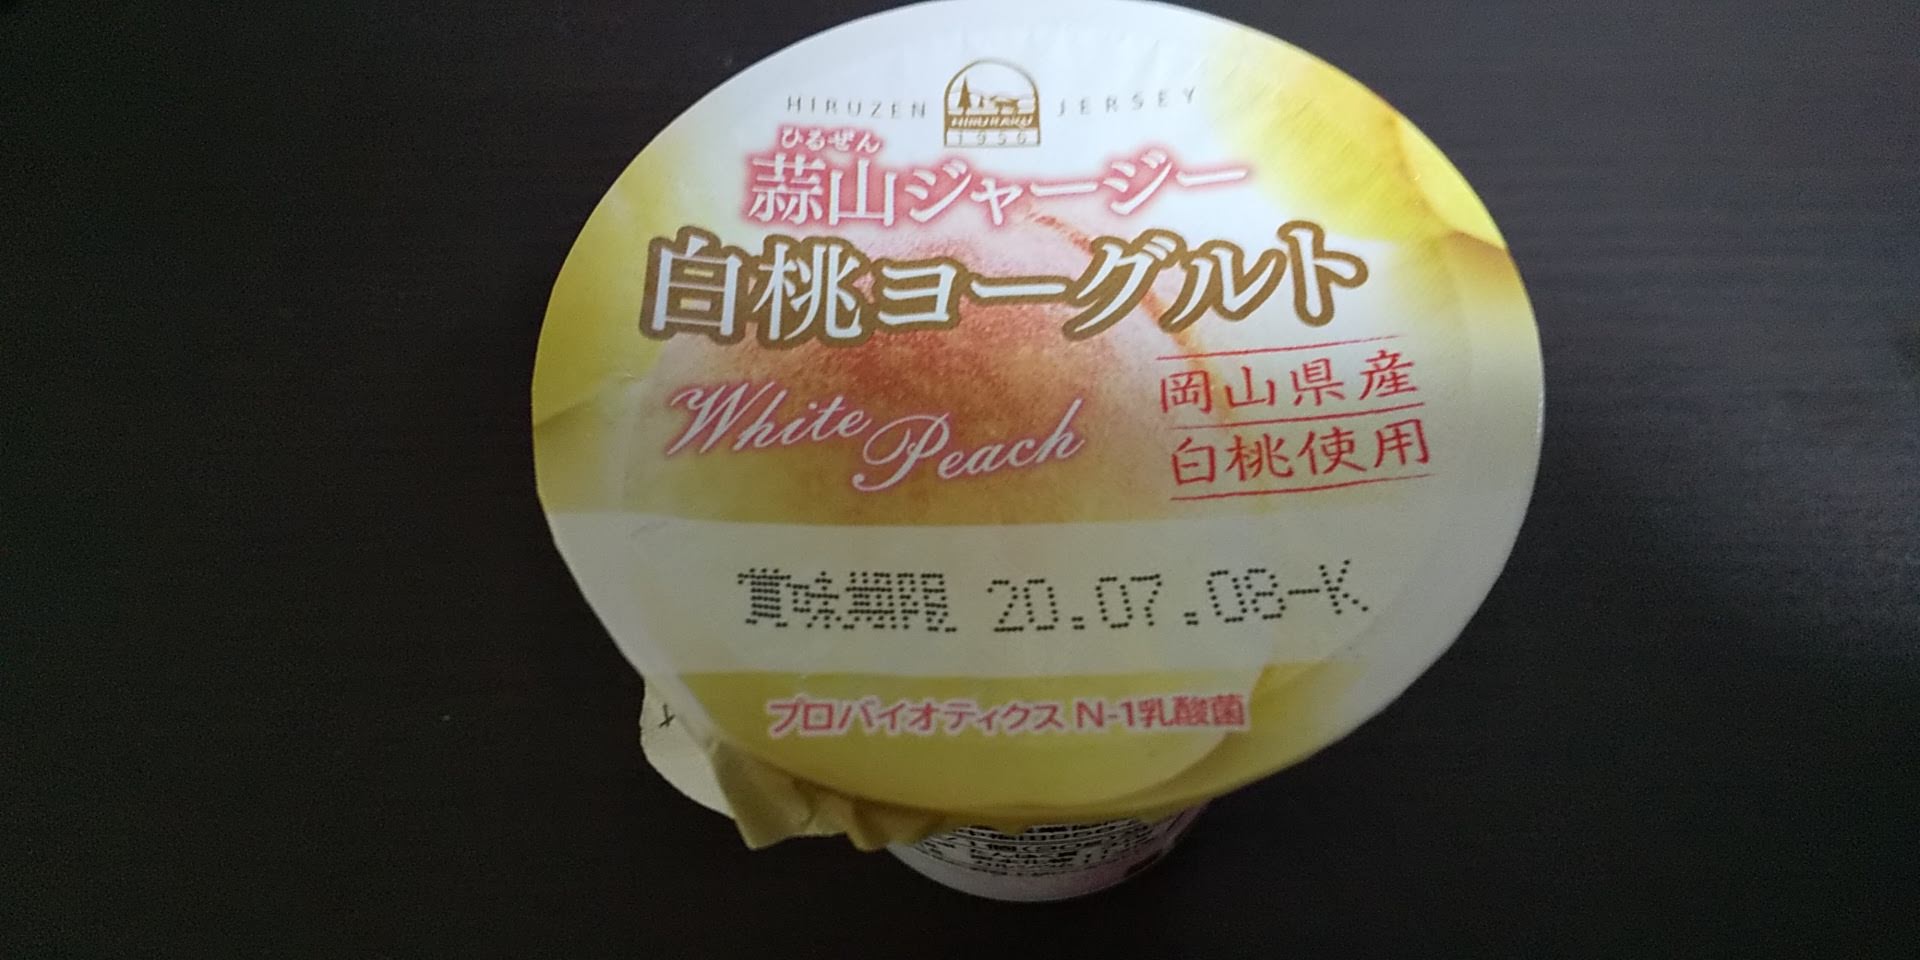 HIRUZEN JERSEY
HIRURAKU
1956
ひるぜん
蒜山ジャージー
白桃ヨーグルト
White Peach
岡山県産
白桃使用
賞味期限 20.07.08-K
プロバイオティクス N-1乳酸菌